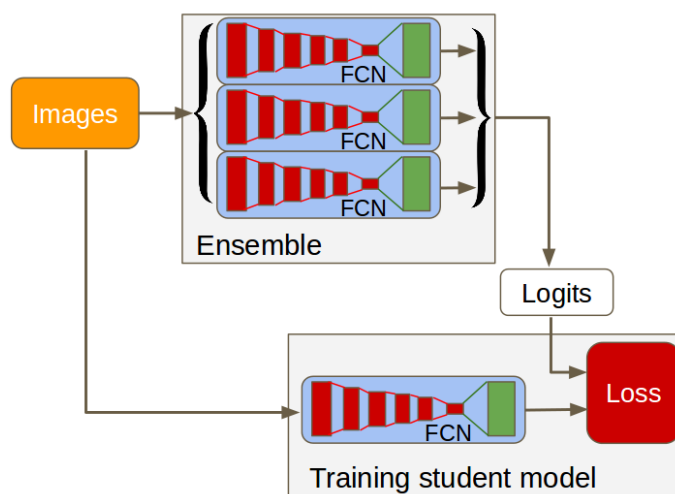 FCN
Images
FCN
FCN
Ensemble
Logits
Loss
FCN
Training student model